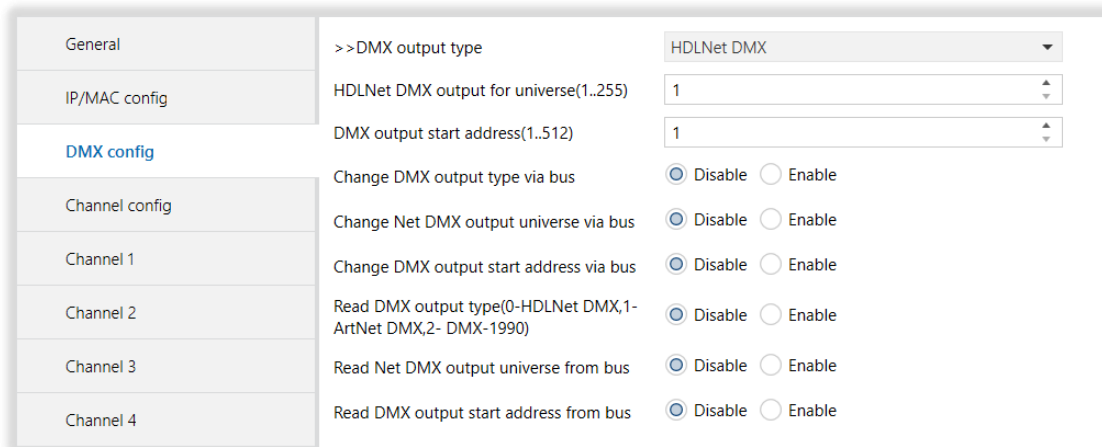 General
IP/MAC config
DMX config
Channel config
Channel 1
Channel 2
Channel 3
Channel 4
>>DMX output type HDLNet DMX
HDLNet DMX output for universe(1..255) 1
DMX output start address(1..512) 1
Change DMX output type via bus Disable Enable
Change Net DMX output universe via bus Disable Enable
Change DMX output start address via bus Disable Enable
Read DMX output type(0-HDLNet DMX,1-
ArtNet DMX,2- DMX-1990) Disable Enable
Read Net DMX output universe from bus Disable Enable
Read DMX output start address from bus Disable Enable